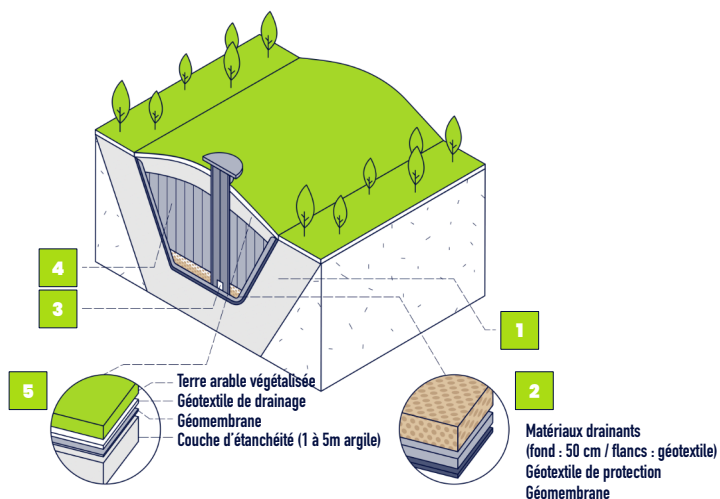 4
3
1
5
Terre arable végétalisée
Géotextile de drainage
Géomembrane
Couche d'étanchéité (1 à 5m argile)
2
Matériaux drainants
(fond : 50 cm / flancs : géotextile)
Géotextile de protection
Géomembrane